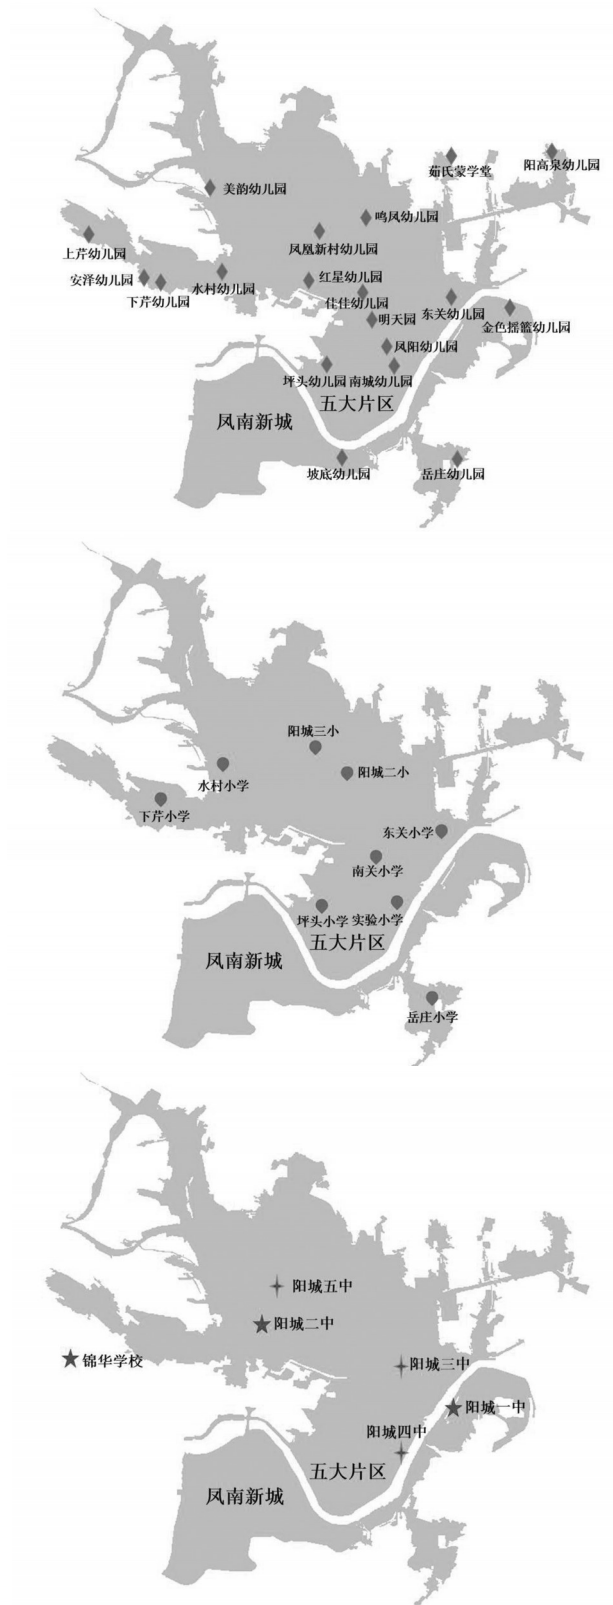 茹氏蒙学堂
阳高泉幼儿园
美韵幼儿园
鸣凤幼儿园
凤凰新村幼儿园
上芹幼儿园
安泽幼儿园
下芹幼儿园
水村幼儿园
红星幼儿园
佳佳幼儿园
明天园
东关幼儿园
金色摇篮幼儿园
凤阳幼儿园
坪头幼儿园
南城幼儿园
五大片区
凤南新城
坡底幼儿园
岳庄幼儿园
阳城三小
阳城二小
水村小学
下芹小学
东关小学
南关小学
坪头小学
实验小学
五大片区
凤南新城
岳庄小学
阳城五中
阳城二中
锦华学校
阳城三中
阳城一中
阳城四中
五大片区
凤南新城